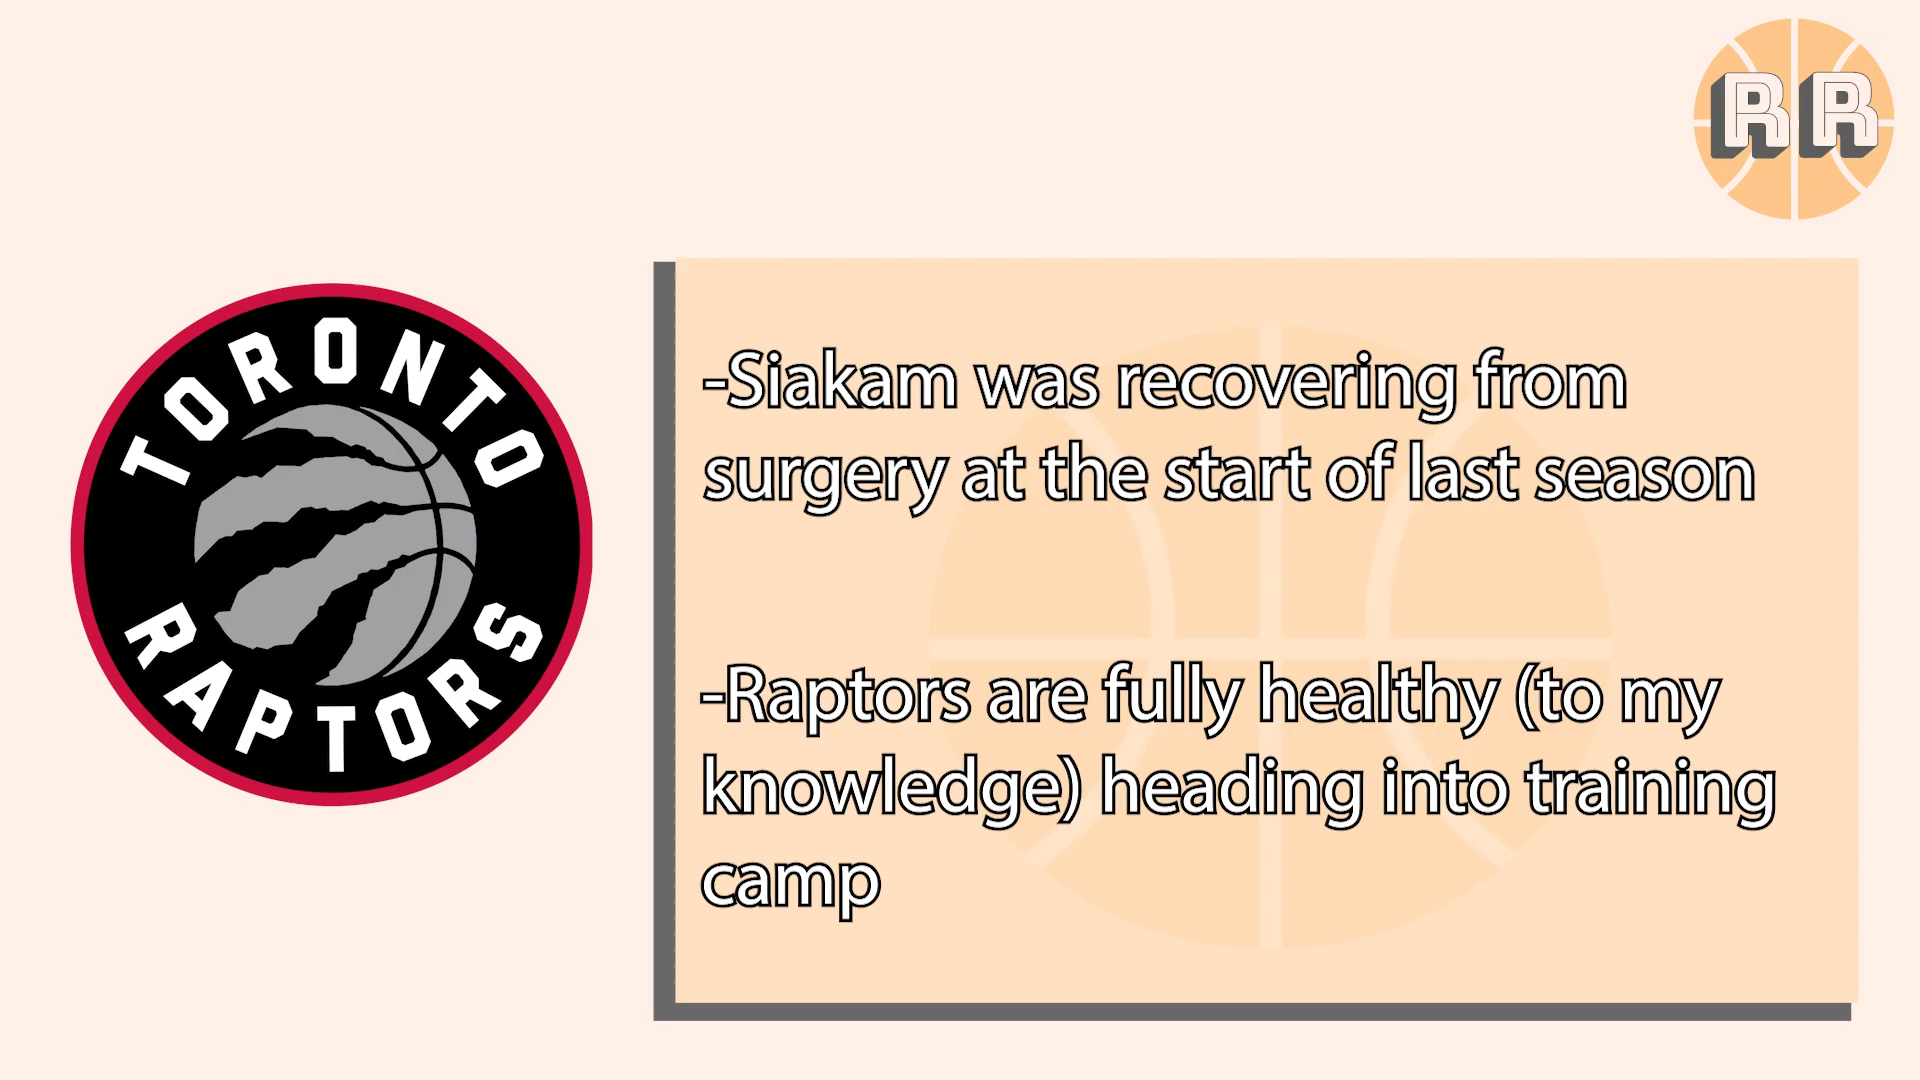 RR
TORONTO
RAPTORS
-Siakam was recovering from
surgery at the start of last season
-Raptors are fully healthy (to my
knowledge) heading into training
camp